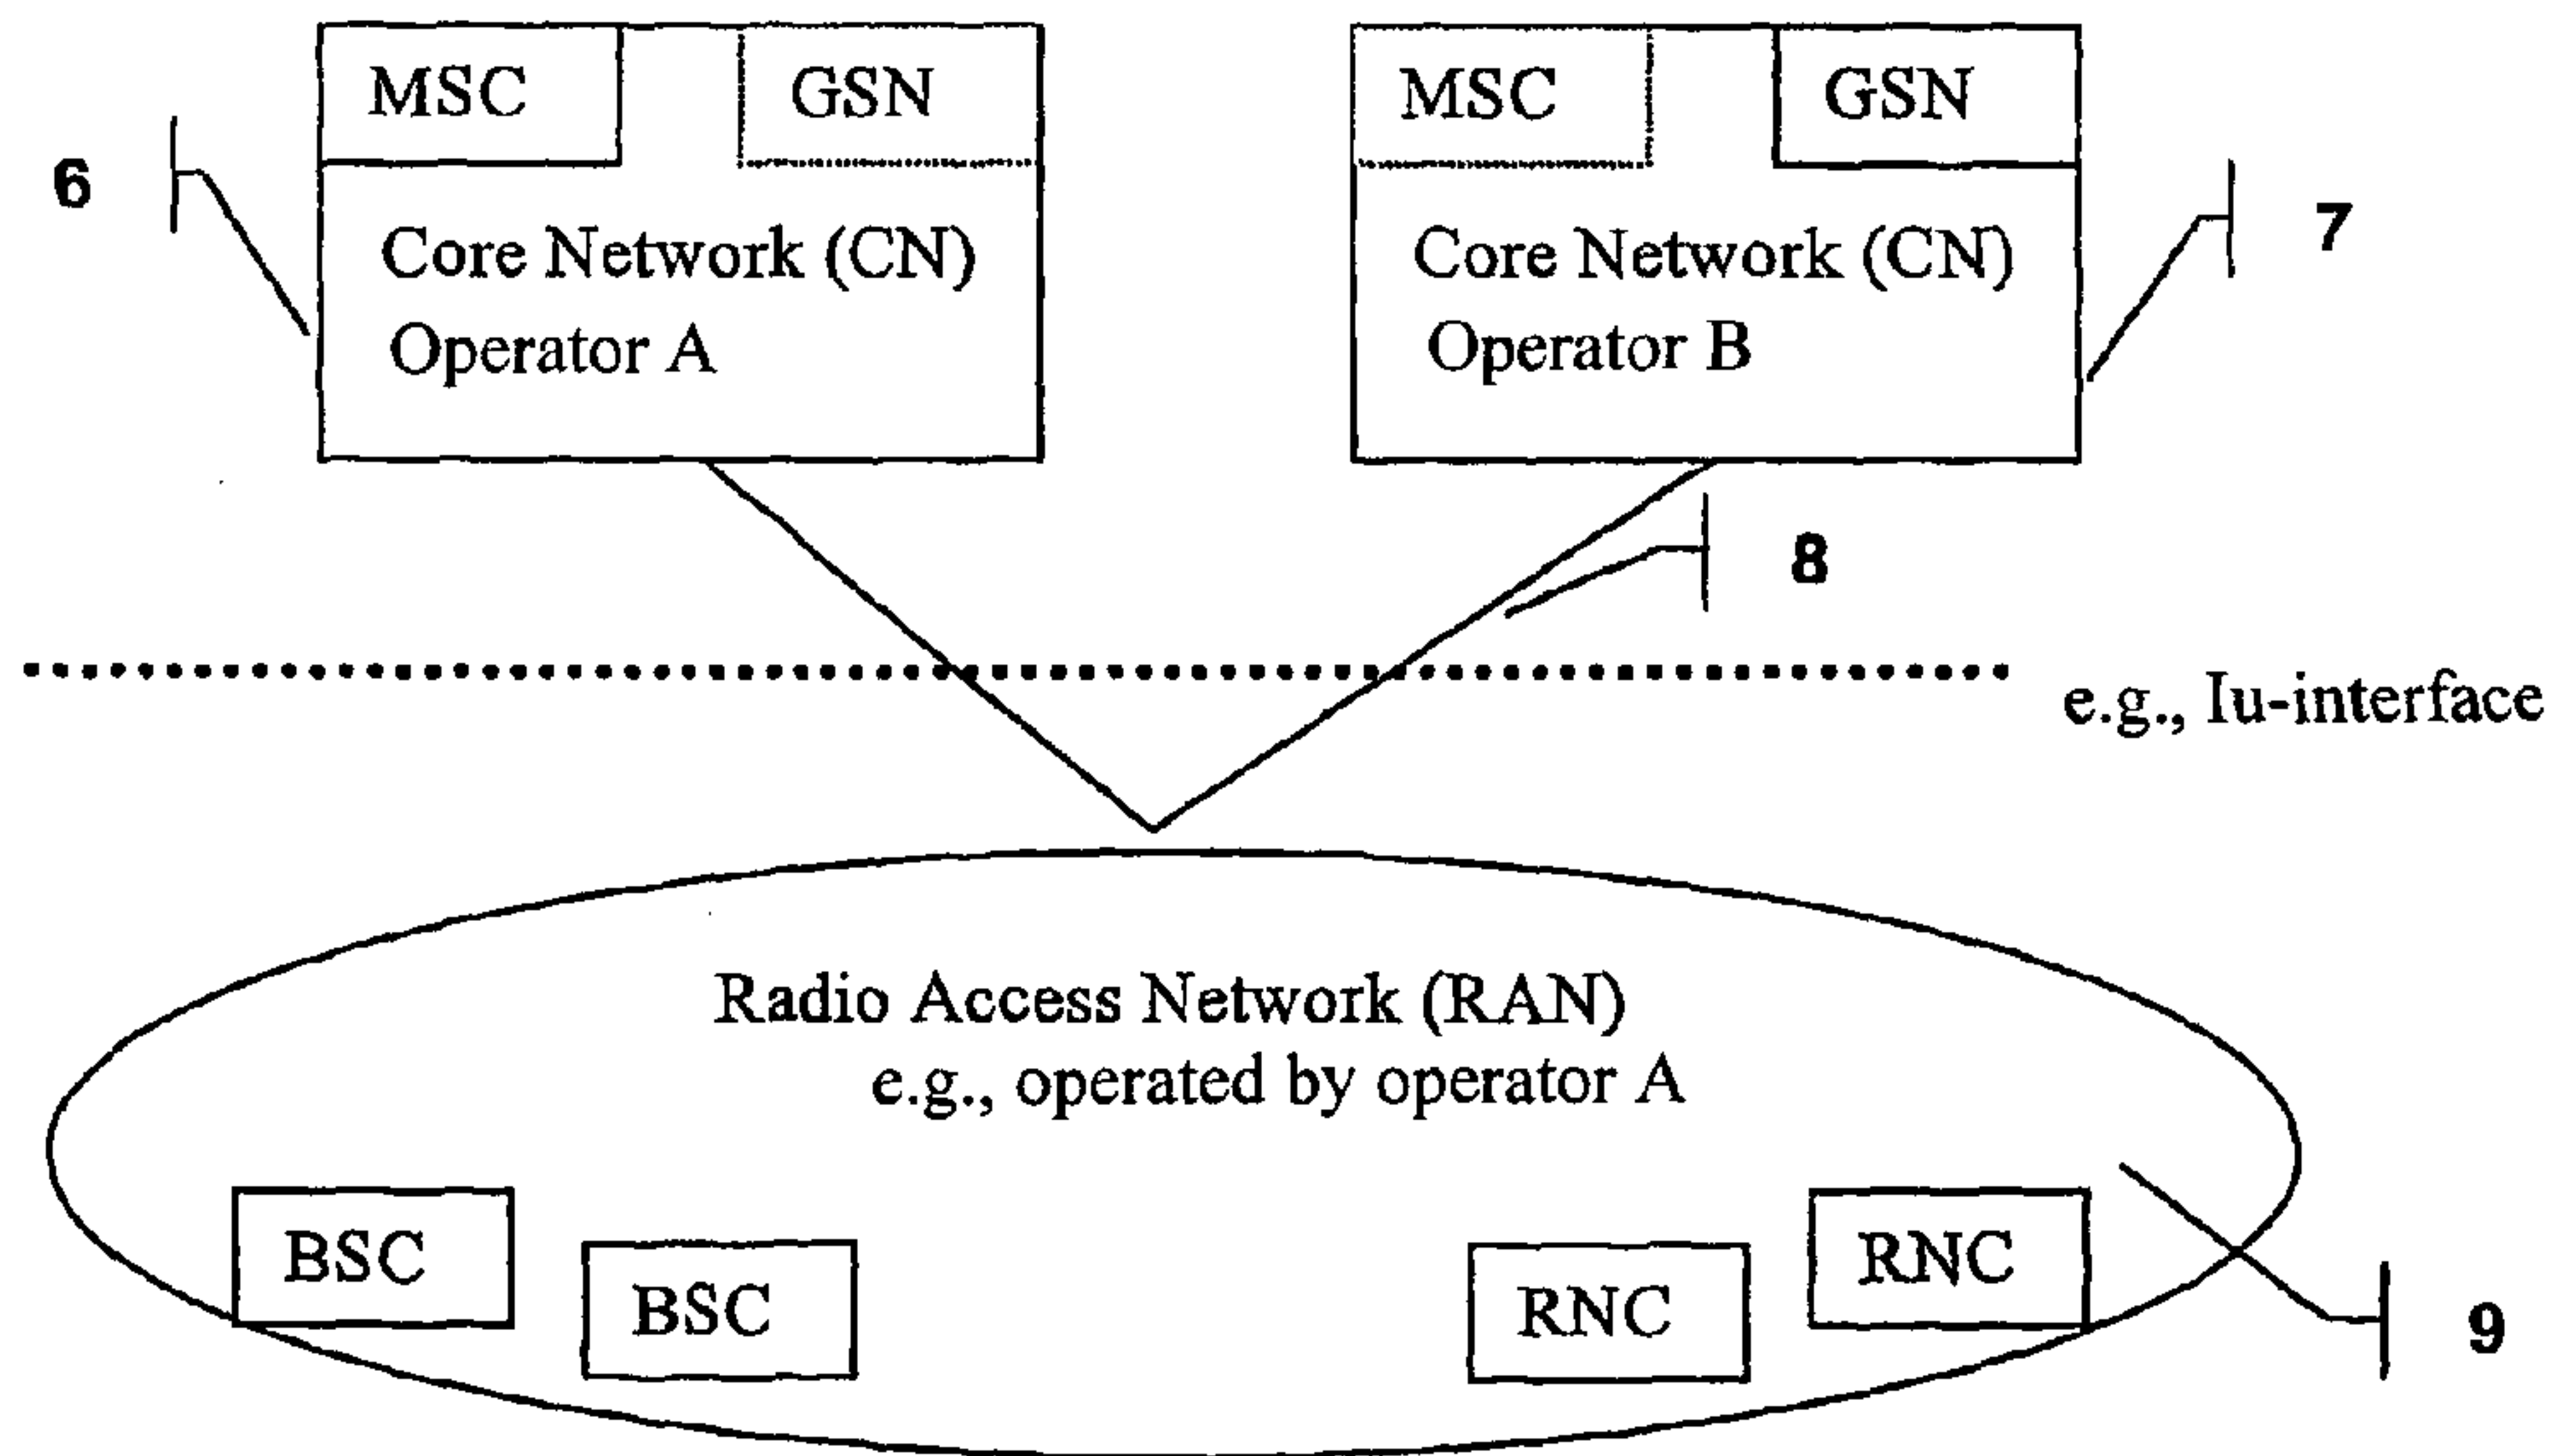 MSC GSN MSC GSN
6
Core Network (CN) Core Network (CN)
7
Operator A Operator B
8
e.g., Iu-interface
Radio Access Network (RAN)
e.g., operated by operator A
BSC
BSC
RNC
RNC
9